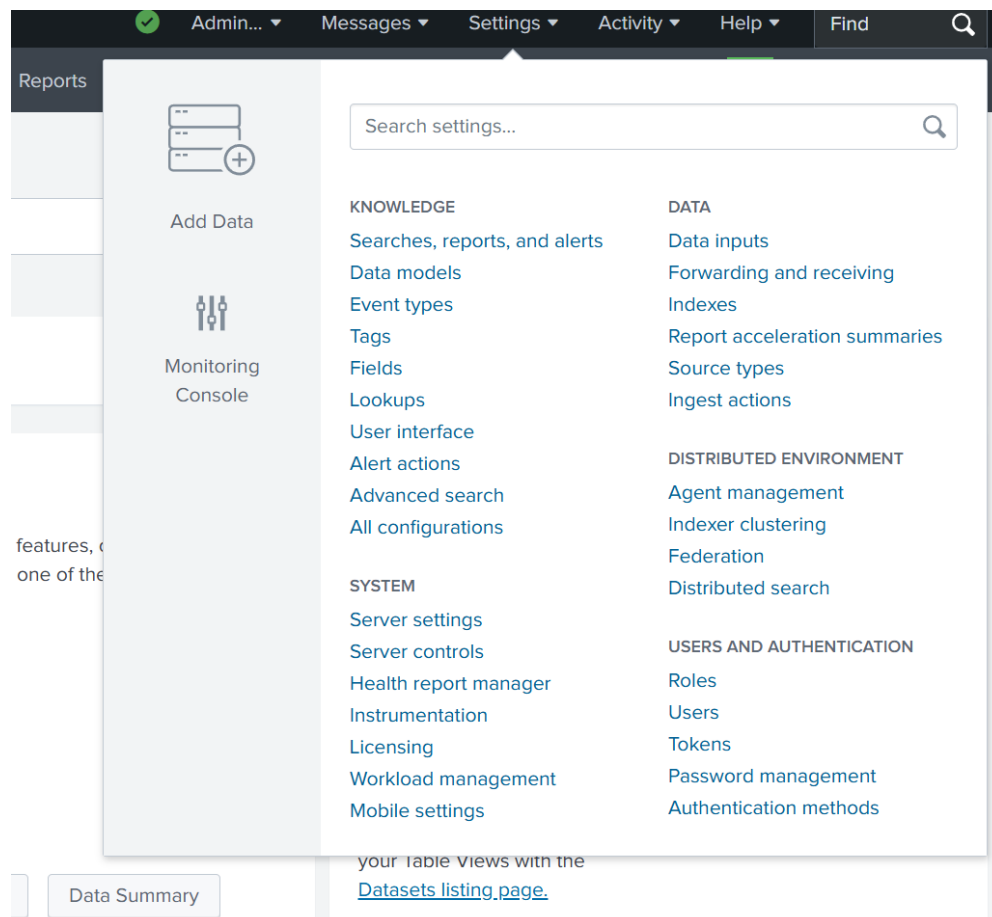 Admin...
Messages
Settings
Activity
Help
Find
Reports
Add Data
Monitoring
Console
Search settings...
KNOWLEDGE
Searches, reports, and alerts
Data models
Event types
Tags
Fields
Lookups
User interface
Alert actions
Advanced search
All configurations
SYSTEM
Server settings
Server controls
Health report manager
Instrumentation
Licensing
Workload management
Mobile settings
DATA
Data inputs
Forwarding and receiving
Indexes
Report acceleration summaries
Source types
Ingest actions
DISTRIBUTED ENVIRONMENT
Agent management
Indexer clustering
Federation
Distributed search
USERS AND AUTHENTICATION
Roles
Users
Tokens
Password management
Authentication methods
features,
one of the
your Table Views with the
Datasets listing page.
Data Summary